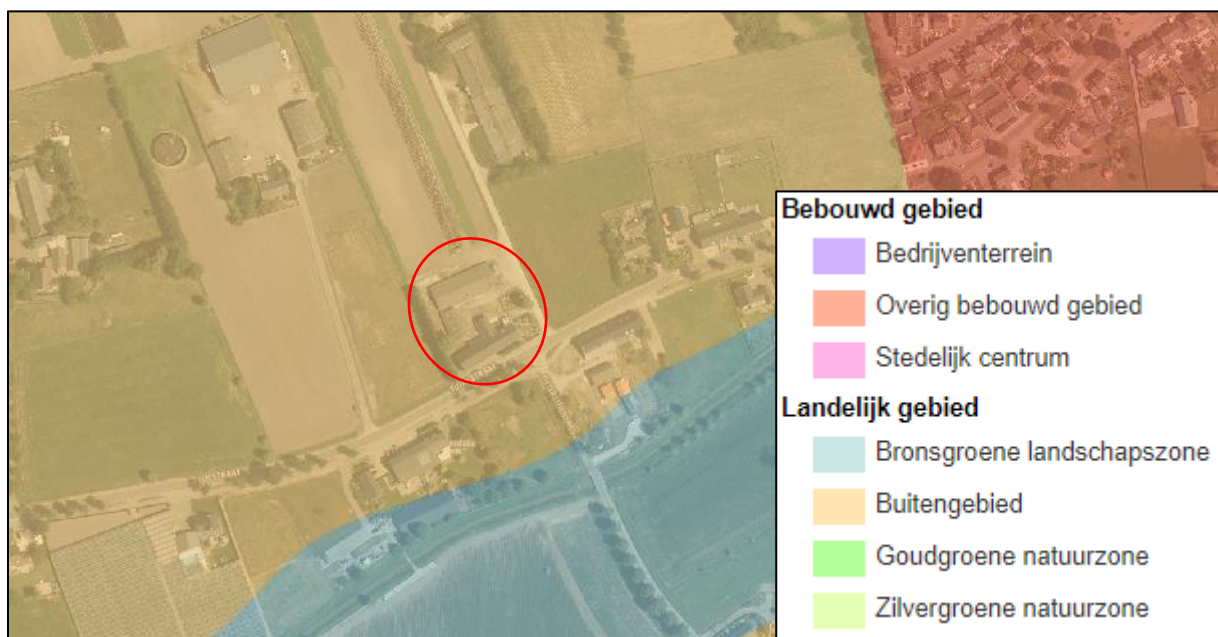 Bebouwd gebied
Bedrijventerrein
Overig bebouwd gebied
Stedelijk centrum
Landelijk gebied
Bronsgroene landschapszone
Buitengebied
Goudgroene natuurzone
Zilvergroene natuurzone